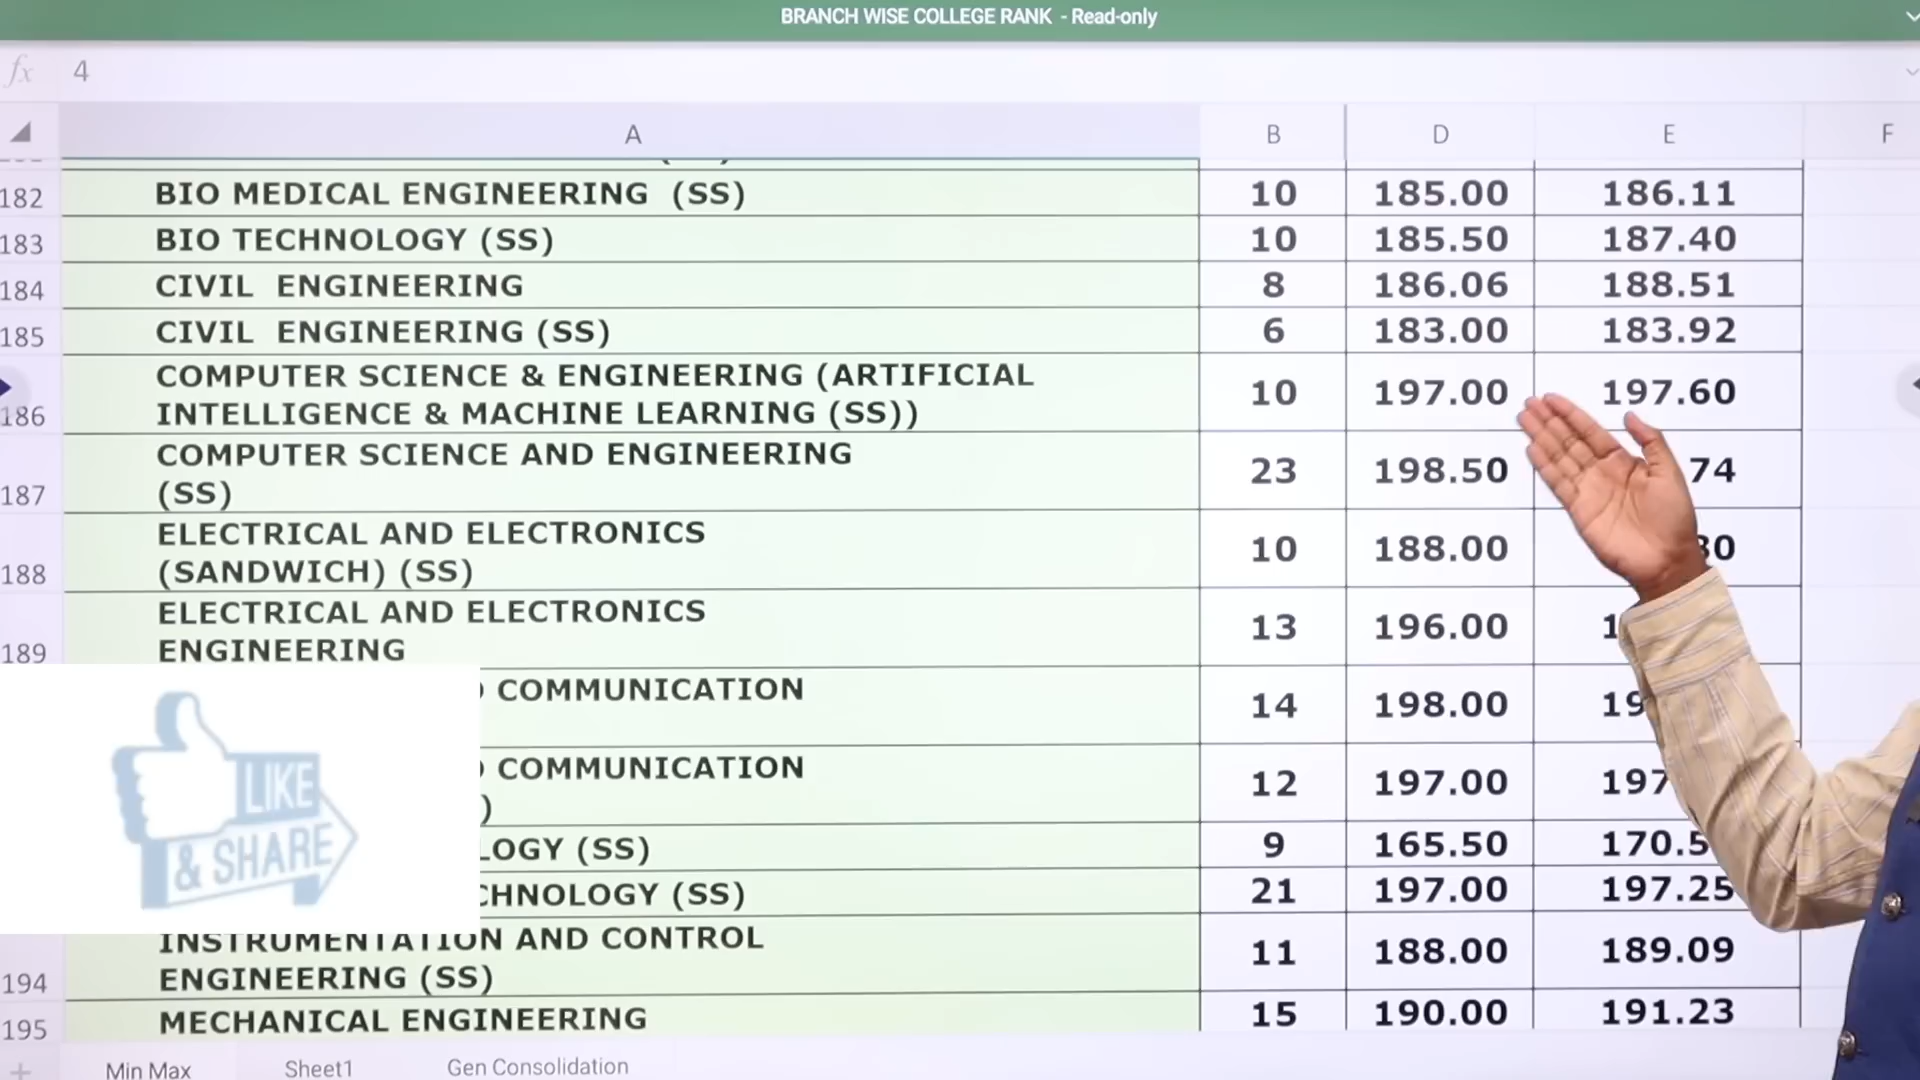 BRANCH WISE COLLEGE RANK - Read-only
fx 4
A B D E F
182 BIO MEDICAL ENGINEERING (SS) 10 185.00 186.11
183 BIO TECHNOLOGY (SS) 10 185.50 187.40
184 CIVIL ENGINEERING 8 186.06 188.51
185 CIVIL ENGINEERING (SS) 6 183.00 183.92
COMPUTER SCIENCE & ENGINEERING (ARTIFICIAL
186 INTELLIGENCE & MACHINE LEARNING (SS)) 10 197.00 197.60
COMPUTER SCIENCE AND ENGINEERING
187 (SS) 23 198.50 74
ELECTRICAL AND ELECTRONICS
188 (SANDWICH) (SS) 10 188.00
ELECTRICAL AND ELECTRONICS
189 ENGINEERING 13 196.00
COMMUNICATION
14 198.00
COMMUNICATION
) 12 197.00 197
LOGY (SS) 9 165.50 170.5
CHNOLOGY (SS) 21 197.00 197.25
INSTRUMENTATION AND CONTROL
194 ENGINEERING (SS) 11 188.00 189.09
195 MECHANICAL ENGINEERING 15 190.00 191.23
LIKE
& SHARE
+ Min Max Sheet1 Gen Consolidation